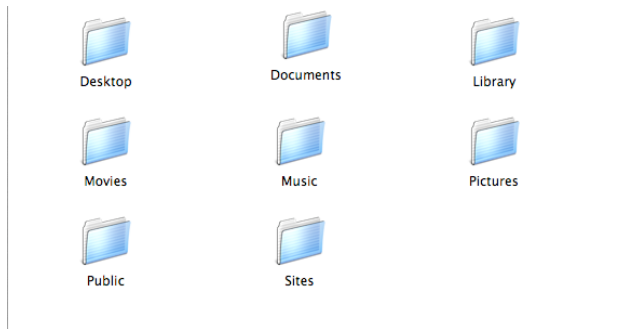 Desktop
Documents
Library
Movies
Music
Pictures
Public
Sites